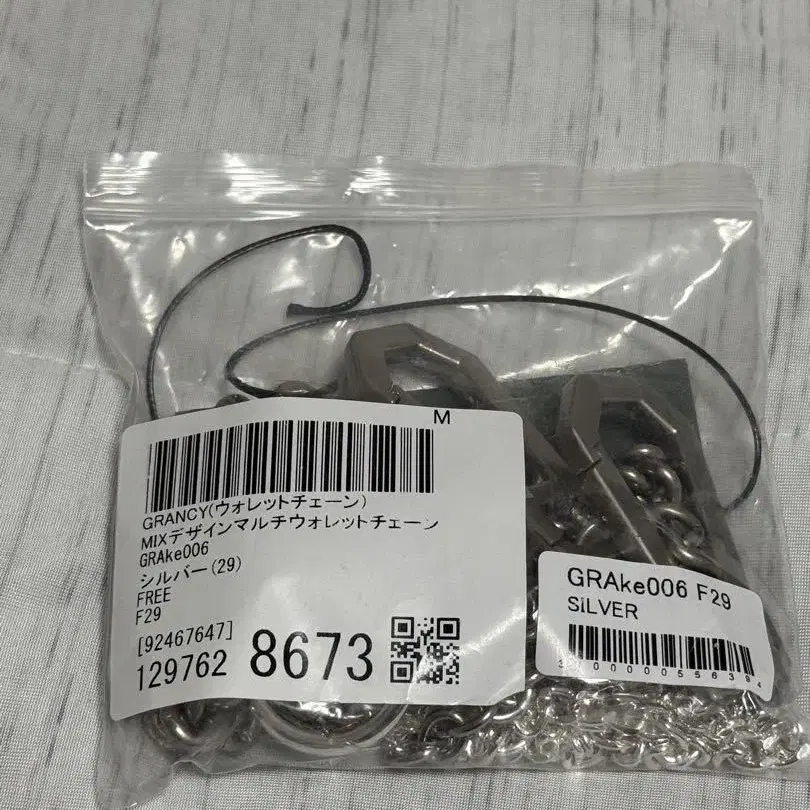 M
GRANCY(ウォレットチェーン)
MIXデザインマルチウォレットチェーン
GRAke006
シルバー(29)
FREE
F29
[92467647]
129762 8673
GRAke006 F29
SiLVER